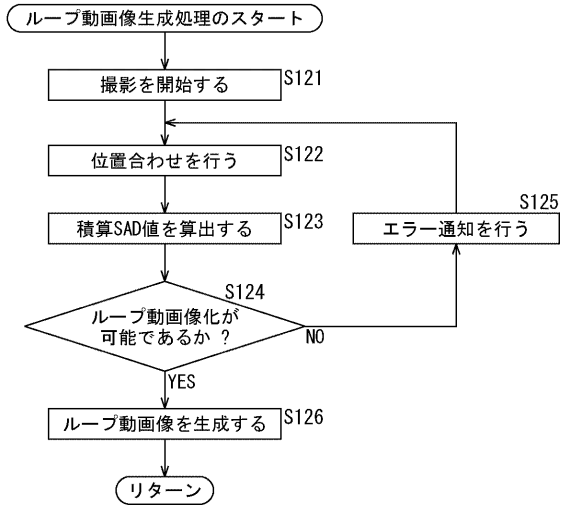 ループ動画像生成処理のスタート
撮影を開始する
S121
位置合わせを行う
S122
積算SAD値を算出する
S123
S125
エラー通知を行う
S124
ループ動画像化が
可能であるか ?
NO
YES
ループ動画像を生成する
S126
リターン